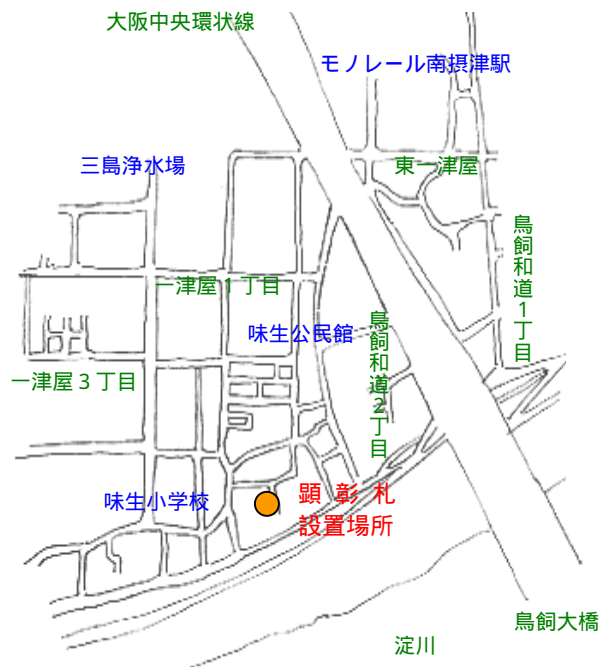 大阪中央環状線
モノレール南摂津駅
三島浄水場
東一津屋
鳥飼和道1丁目
一津屋1丁目
味生公民館
鳥飼和道2丁目
一津屋3丁目
味生小学校
顕彰札
設置場所
鳥飼大橋
淀川